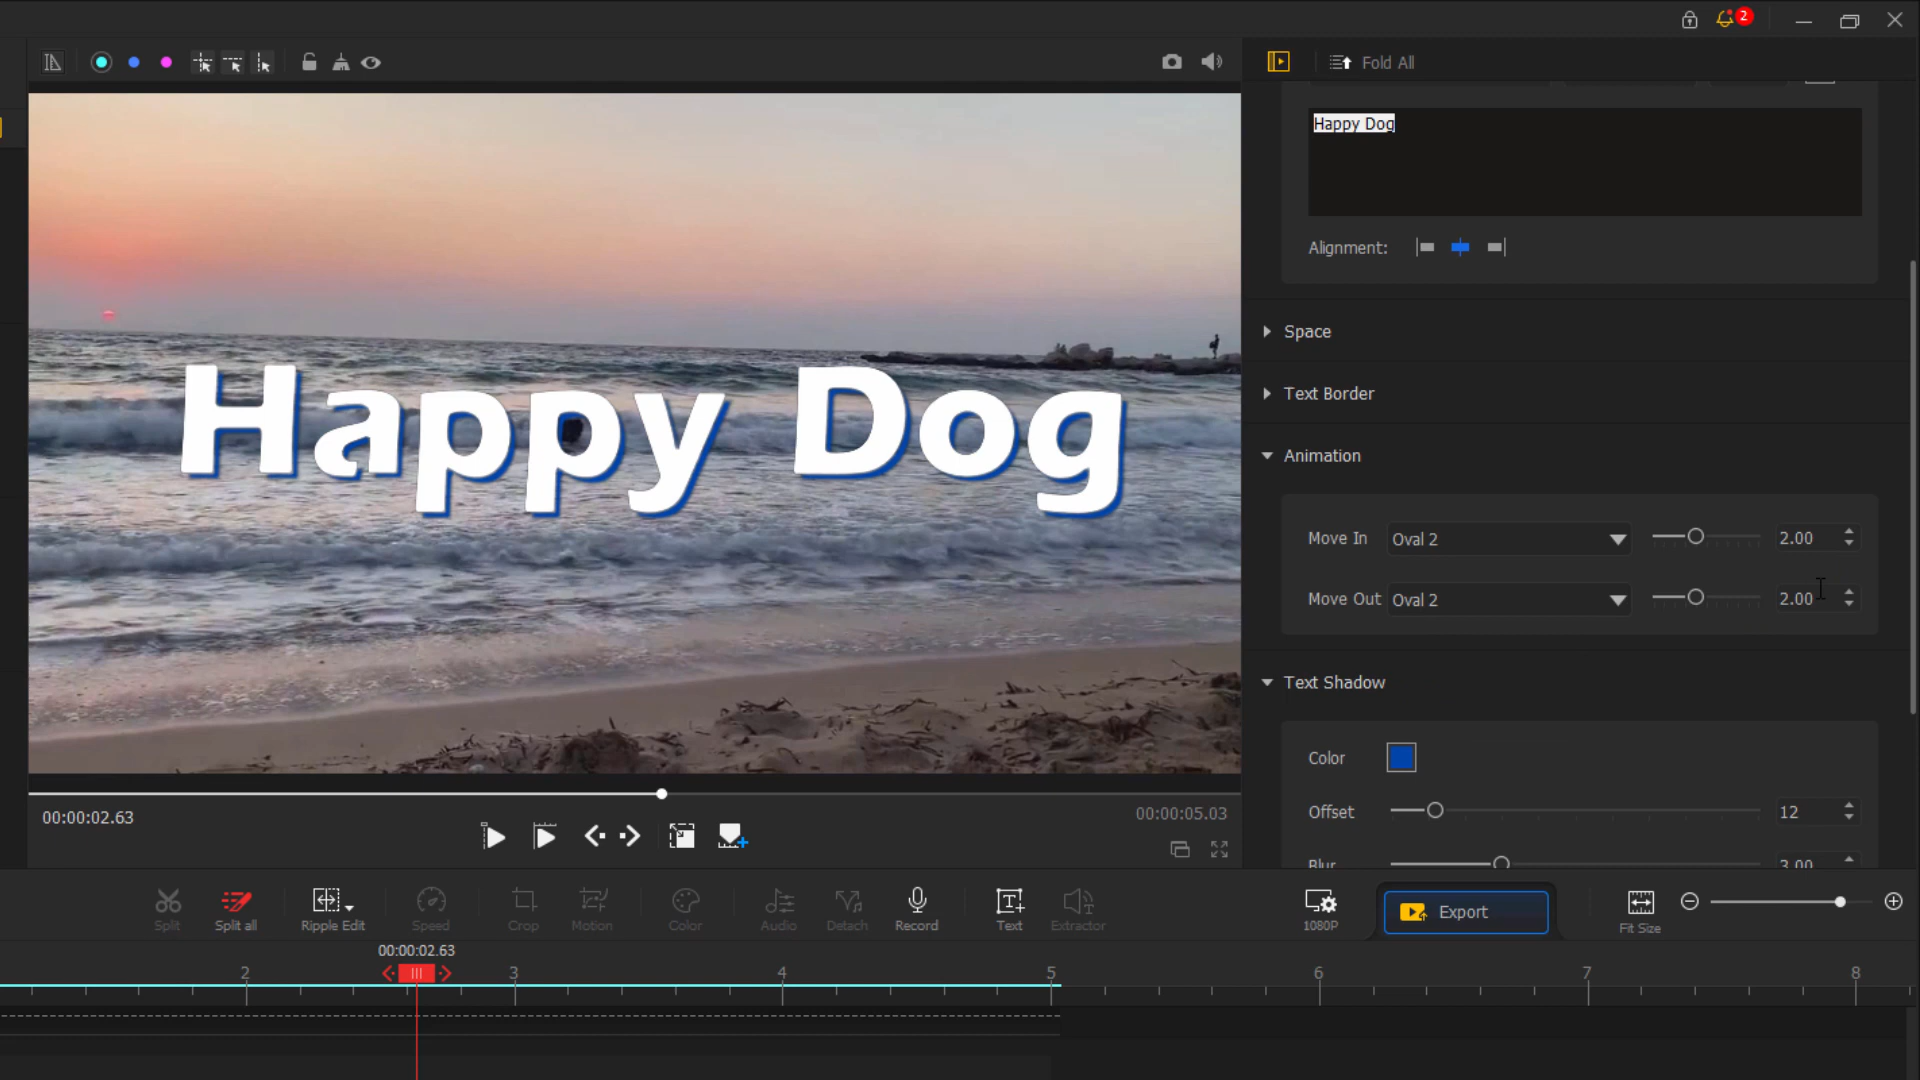 2
Fold All
Happy Dog
Alignment:
Space
Text Border
Animation
Move In Oval 2 2.00
Move Out Oval 2 2.00
Text Shadow
Color
Offset 12
Blur 3.00
Happy Dog
00:00:02.63
00:00:05.03
Split
Split all
Ripple Edit
Speed
Crop
Motion
Color
Audio
Detach
Record
Text
Extractor
1080P
Export
Fit Size
00:00:02.63
2 3 4 5 6 7 8